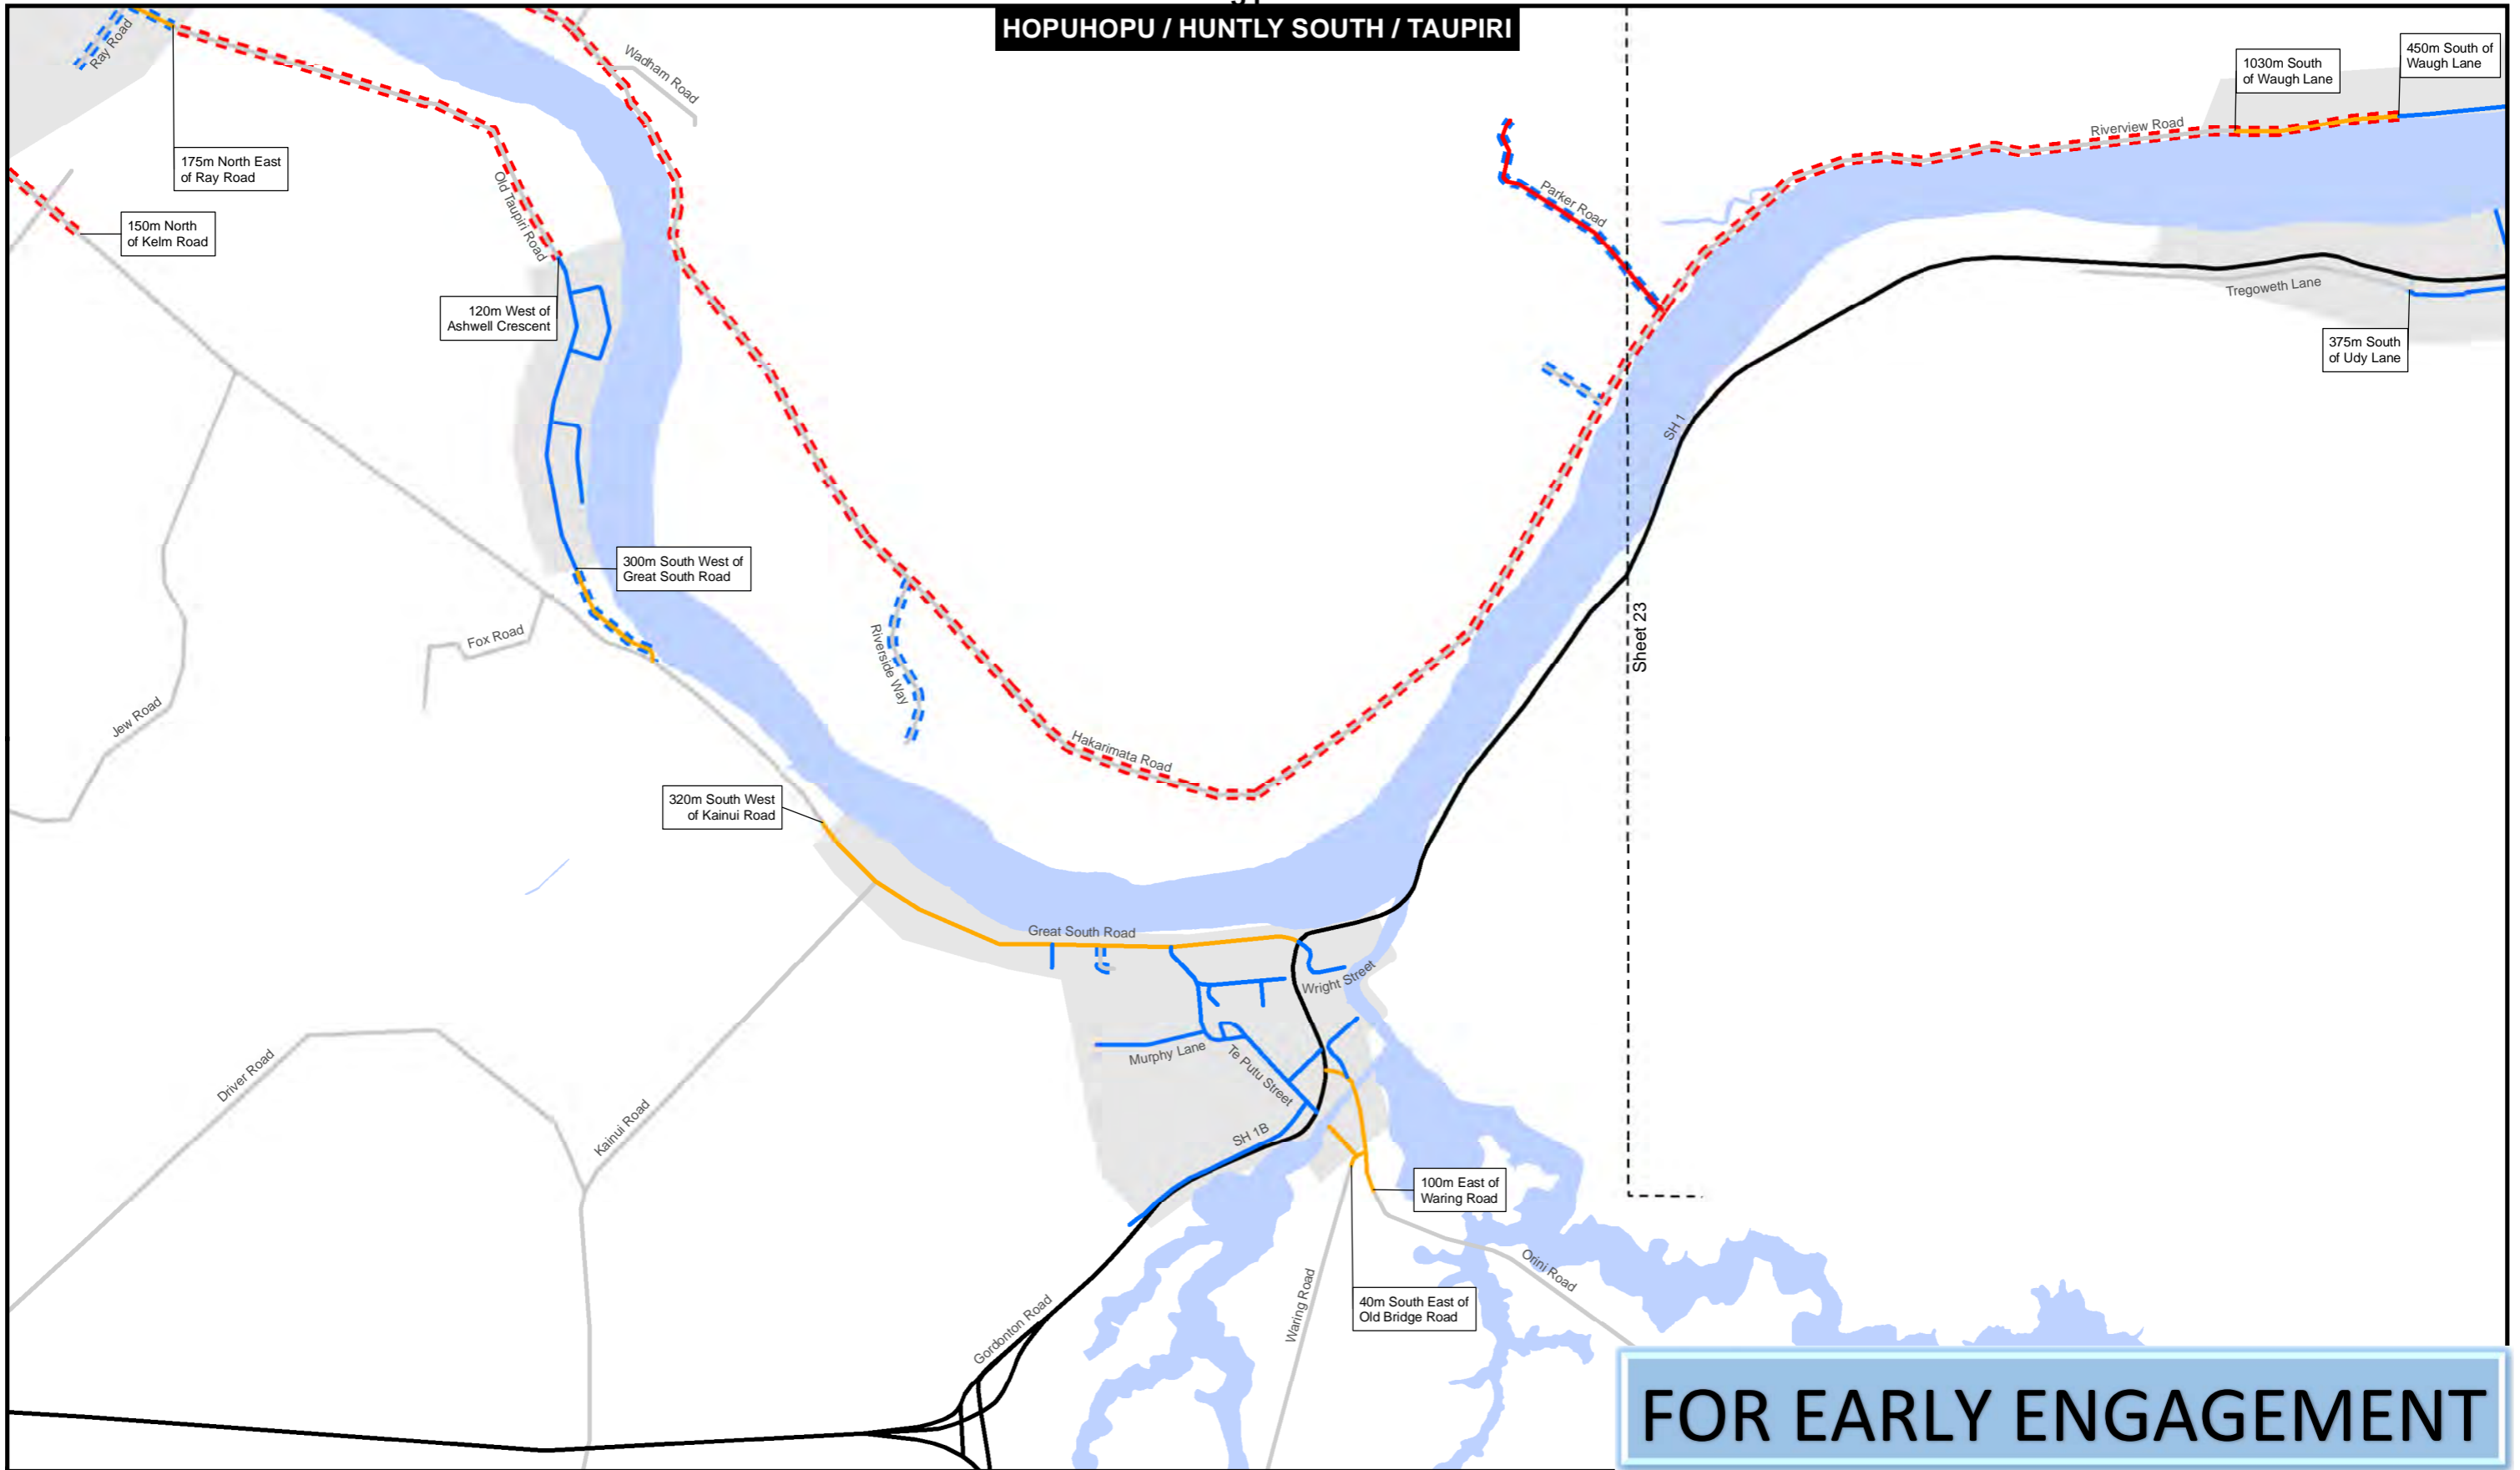 HOPUHOPU / HUNTLY SOUTH / TAUPIRI
Ray Road
Wadham Road
1030m South
of Waugh Lane
450m South of
Waugh Lane
Riverview Road
175m North East
of Ray Road
Old Taupiri Road
Parker Road
150m North
of Kelm Road
120m West of
Ashwell Crescent
Tregoweth Lane
375m South
of Udy Lane
SH 1
300m South West of
Great South Road
Sheet 23
Fox Road
Riverside Way
Jew Road
Hakarimata Road
320m South West
of Kainui Road
Great South Road
Wright Street
Murphy Lane
Te Putu Street
Driver Road
Kainui Road
SH 1B
100m East of
Waring Road
Orini Road
Waring Road
40m South East of
Old Bridge Road
Gordonton Road
FOR EARLY ENGAGEMENT